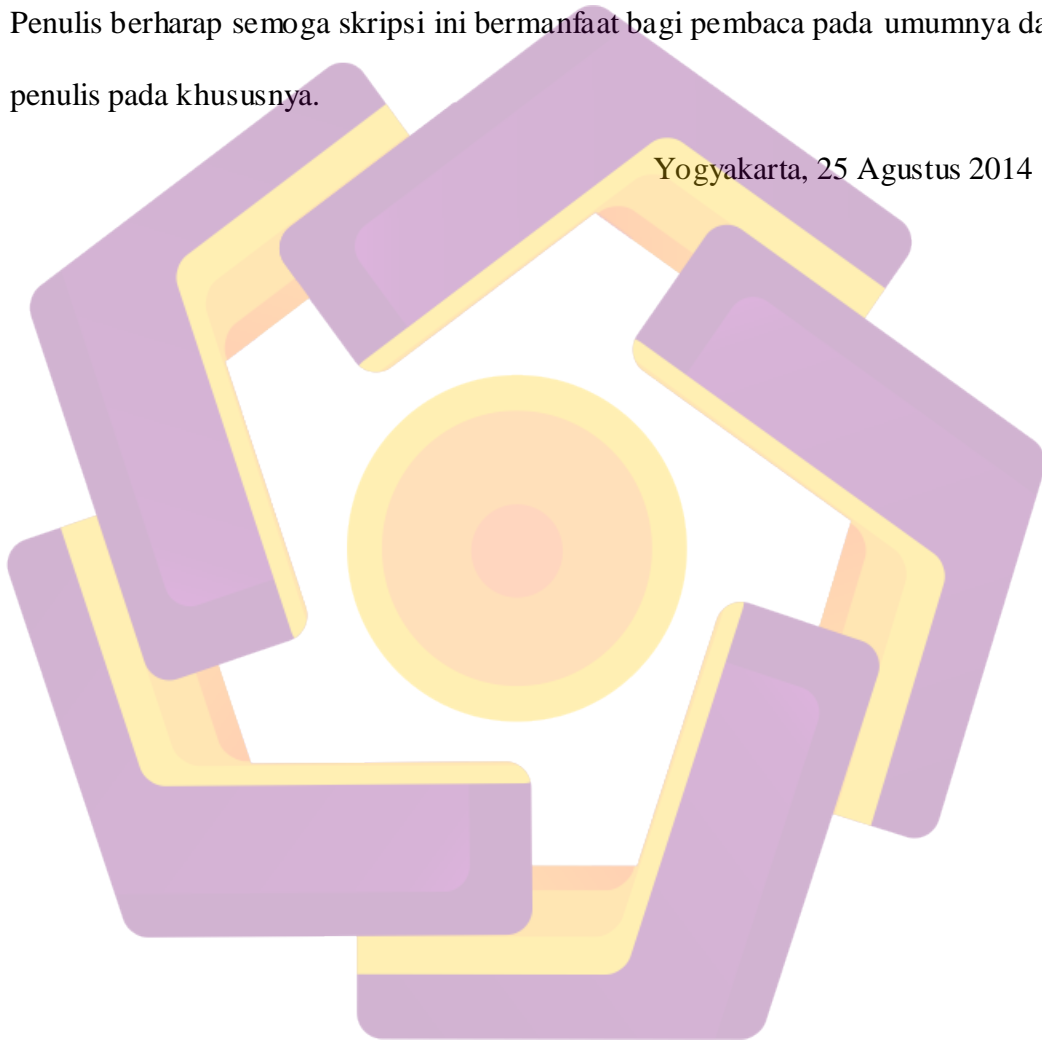 Penulis berharap semoga skripsi ini bermanfaat bagi pembaca pada umumnya da
penulis pada khususnya.
Yogyakarta, 25 Agustus 2014